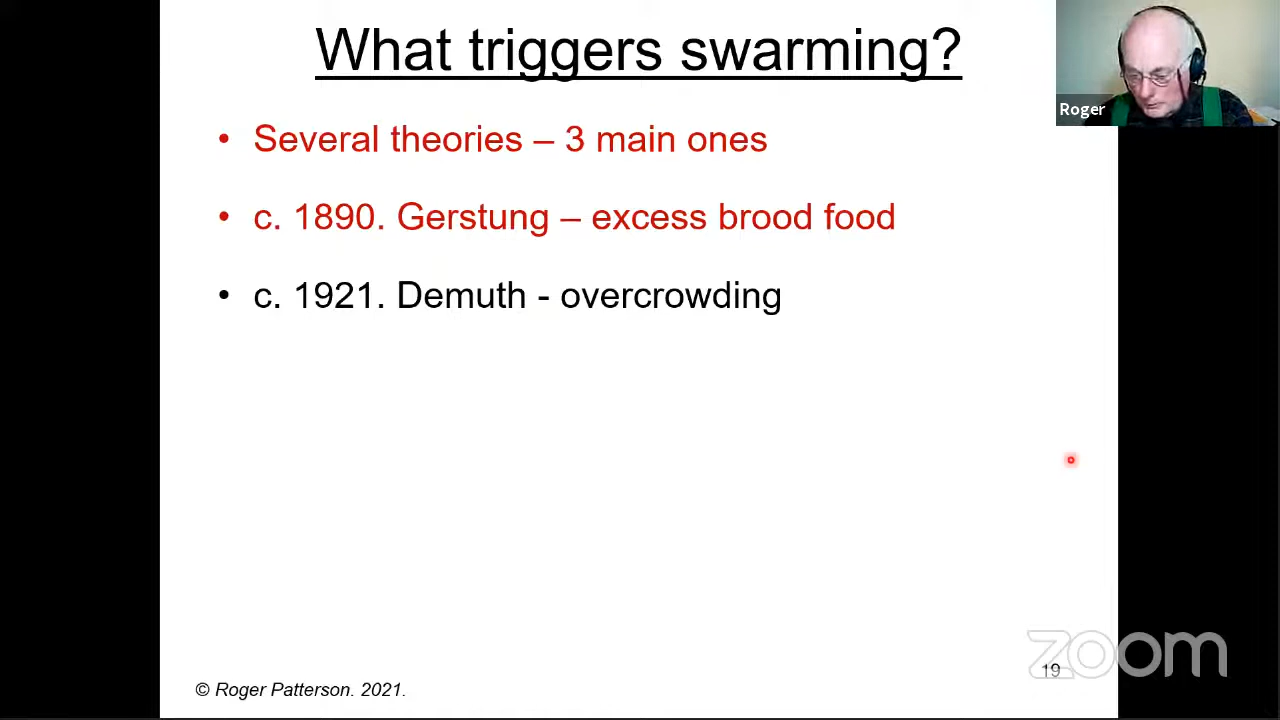 What triggers swarming?
Roger
• Several theories – 3 main ones
• c. 1890. Gerstung – excess brood food
• c. 1921. Demuth - overcrowding
zoom
19
© Roger Patterson. 2021.